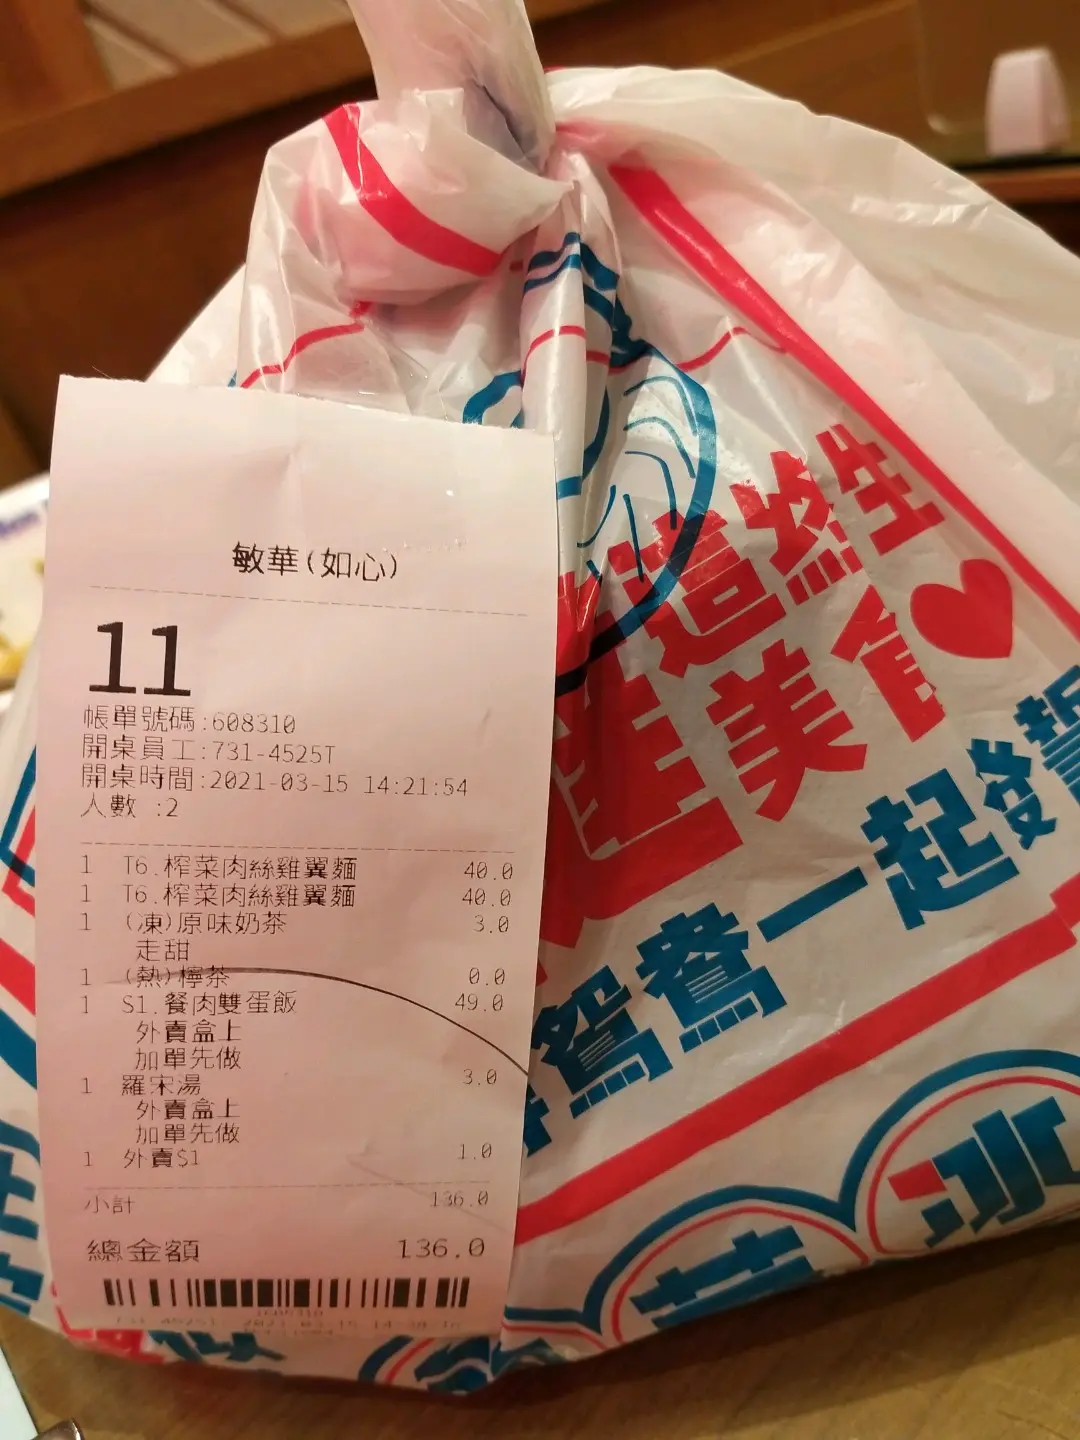 敏華(如心)
11
帳單號碼:608310
開桌員工:731-4525T
開桌時間:2021-03-15 14:21:54
人數 :2
1 T6.榨菜肉絲雞翼麵 40.0
1 T6.榨菜肉絲雞翼麵 40.0
1 (凍)原味奶茶 3.0
走甜
1 (熱)檸茶 0.0
1 S1.餐肉雙蛋飯 49.0
外賣盒上
加單先做
1 羅宋湯 3.0
外賣盒上
加單先做
1 外賣$1 1.0
小計 136.0
總金額 136.0
美食
鴛鴦一起發
冰